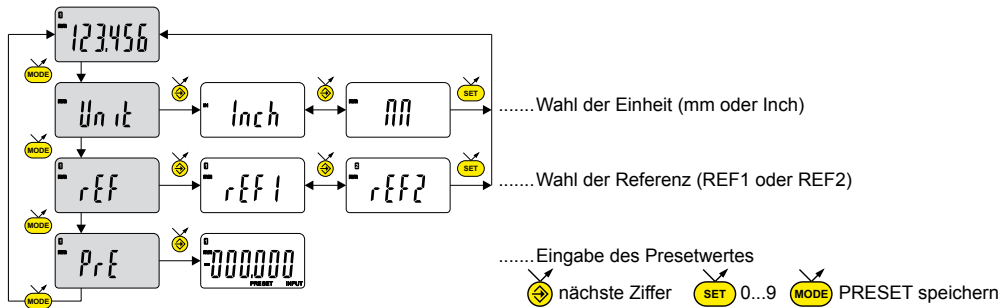 123.456
MODE
Unit Inch MM SET .......Wahl der Einheit (mm oder Inch)
MODE
rEF rEF1 rEF2 SET .......Wahl der Referenz (REF1 oder REF2)
MODE
PrE -000.000 PRESET INPUT .......Eingabe des Presetwertes
MODE nächste Ziffer SET 0...9 MODE PRESET speichern